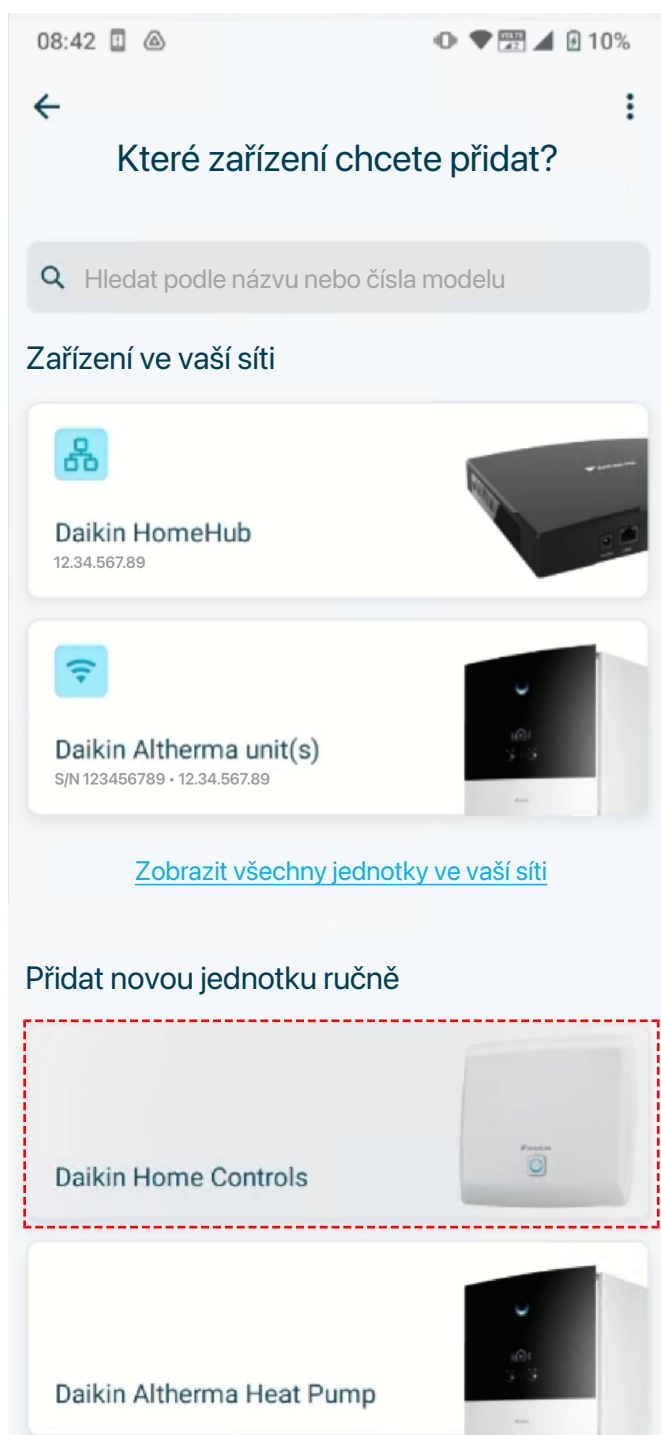 08:42
10%
Které zařízení chcete přidat?
Hledat podle názvu nebo čísla modelu
Zařízení ve vaší síti
Daikin HomeHub
12.34.567.89
Daikin Altherma unit(s)
S/N 123456789 • 12.34.567.89
Zobrazit všechny jednotky ve vaší síti
Přidat novou jednotku ručně
Daikin Home Controls
Daikin Altherma Heat Pump